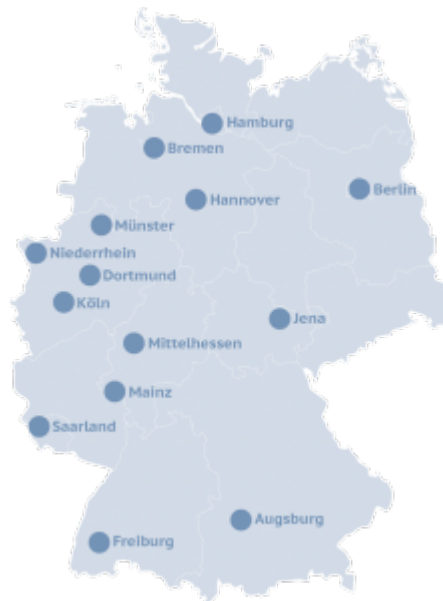 Hamburg
Bremen
Berlin
Hannover
Münster
Niederrhein
Dortmund
Köln
Jena
Mittelhessen
Mainz
Saarland
Augsburg
Freiburg